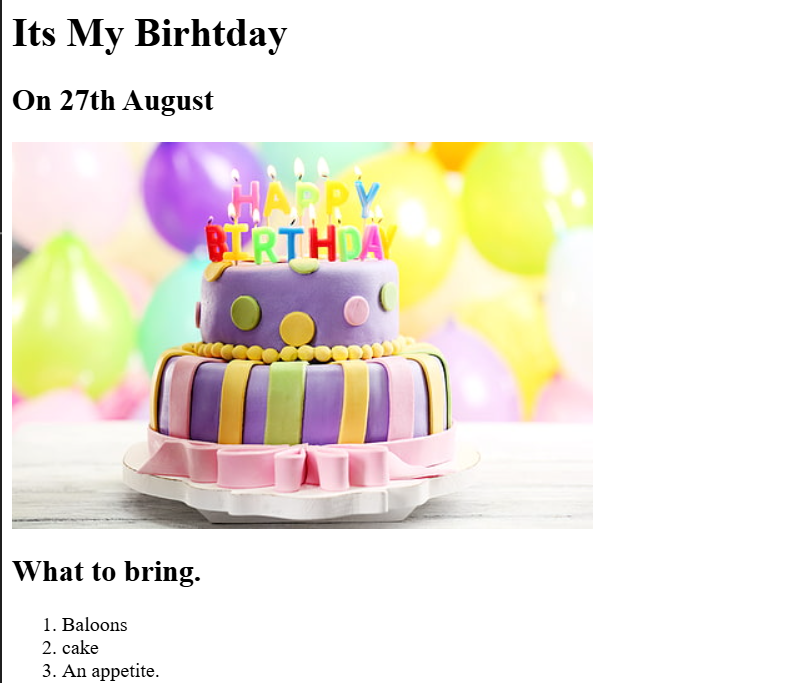 Its My Birhtday
On 27th August
HAPPY
BIRTHDAY
What to bring.
1. Baloons
2. cake
3. An appetite.